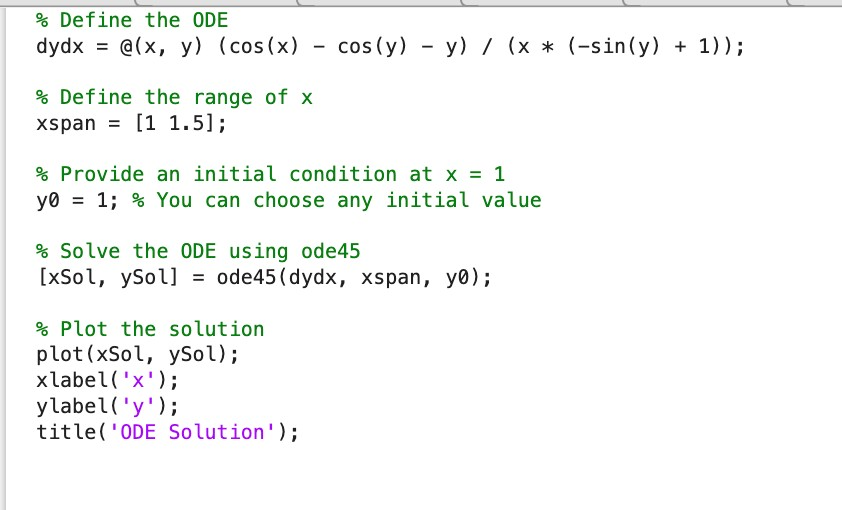 % Define the ODE
dydx = @(x, y) (cos(x) - cos(y) - y) / (x * (-sin(y) + 1));
% Define the range of x
xspan = [1 1.5];
% Provide an initial condition at x = 1
y0 = 1; % You can choose any initial value
% Solve the ODE using ode45
[xSol, ySol] = ode45(dydx, xspan, y0);
% Plot the solution
plot(xSol, ySol);
xlabel('x');
ylabel('y');
title('ODE Solution');